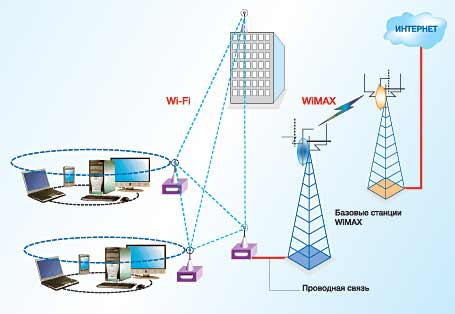 ИНТЕРНЕТ
Wi-Fi
WiMAX
Базовые станции
WiMAX
Проводная связь